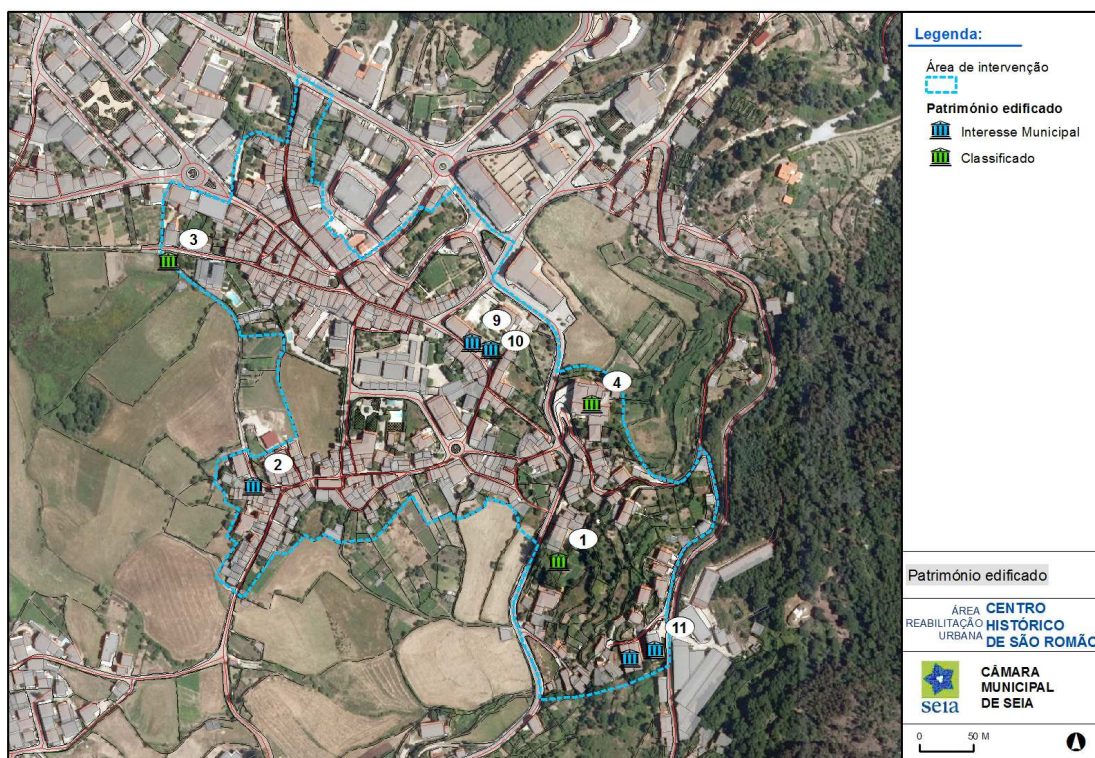 Legenda:
Área de intervenção
Património edificado
Interesse Municipal
Classificado
3
9
10
4
2
1
11
Património edificado
ÁREA
REABILITAÇÃO
URBANA
CENTRO
HISTÓRICO
DE SÃO ROMÃO
seia
CÂMARA
MUNICIPAL
DE SEIA
0 50 M